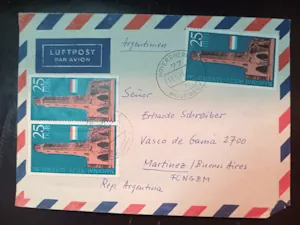 LUFTPOST
PAR AVION
Argentinien
25
25
25
Señor
Erhardo Schreiber
Vasco de Gama 2700
Martinez / Buenos Aires
FCNGBM
Rep. Argentina